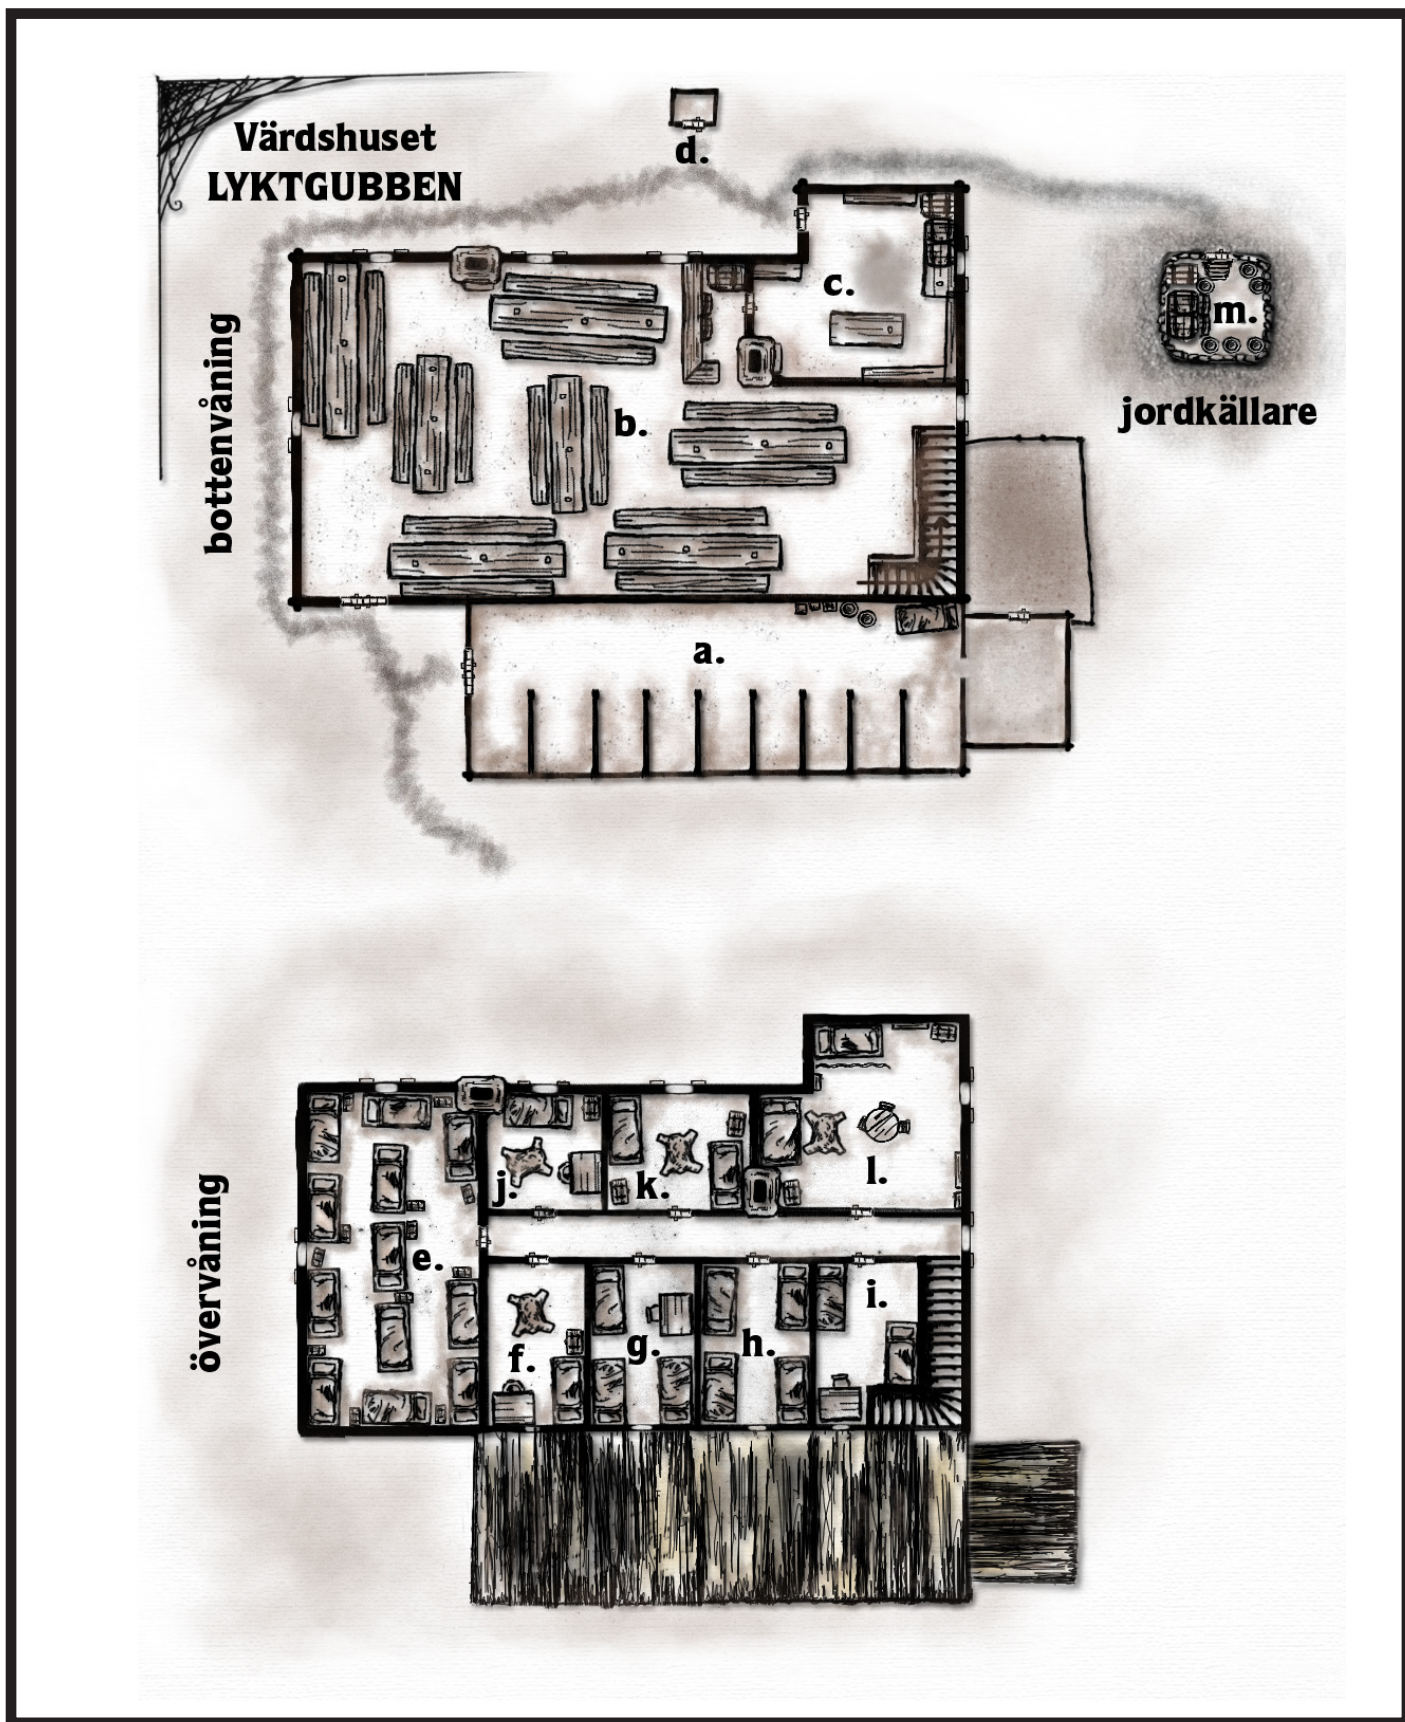 Värdshuset
LYKTGUBBEN
d.
c.
m.
jordkällare
bottenvåning
b.
a.
övervåning
j.
k.
l.
e.
i.
f.
g.
h.